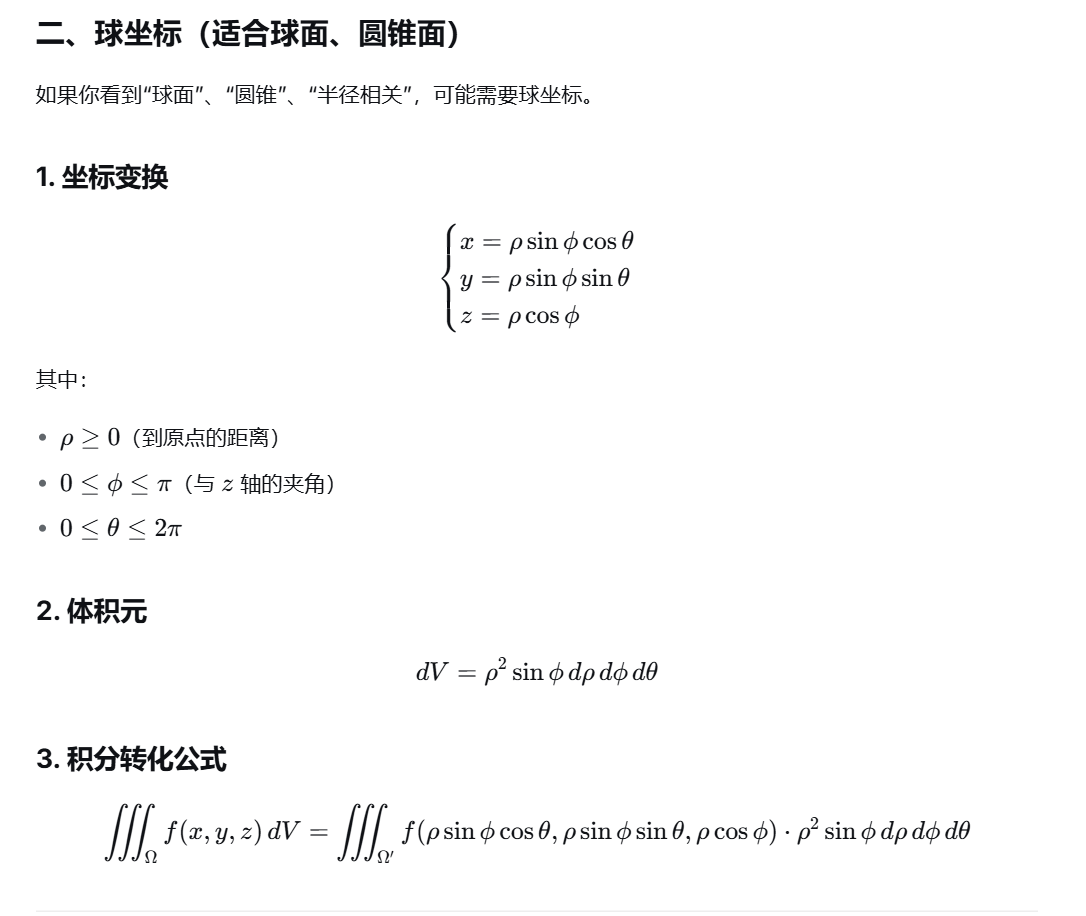 二、球坐标（适合球面、圆锥面）
如果你看到“球面”、“圆锥”、“半径相关”，可能需要球坐标。
1. 坐标变换
x = ρ sin ϕ cos θ
y = ρ sin ϕ sin θ
z = ρ cos ϕ
其中：
• ρ ≥ 0（到原点的距离）
• 0 ≤ ϕ ≤ π（与 z 轴的夹角）
• 0 ≤ θ ≤ 2π
2. 体积元
dV = ρ² sin ϕ dρ dϕ dθ
3. 积分转化公式
∭_Ω f(x, y, z) dV = ∭_Ω′ f(ρ sin ϕ cos θ, ρ sin ϕ sin θ, ρ cos ϕ) · ρ² sin ϕ dρ dϕ dθ